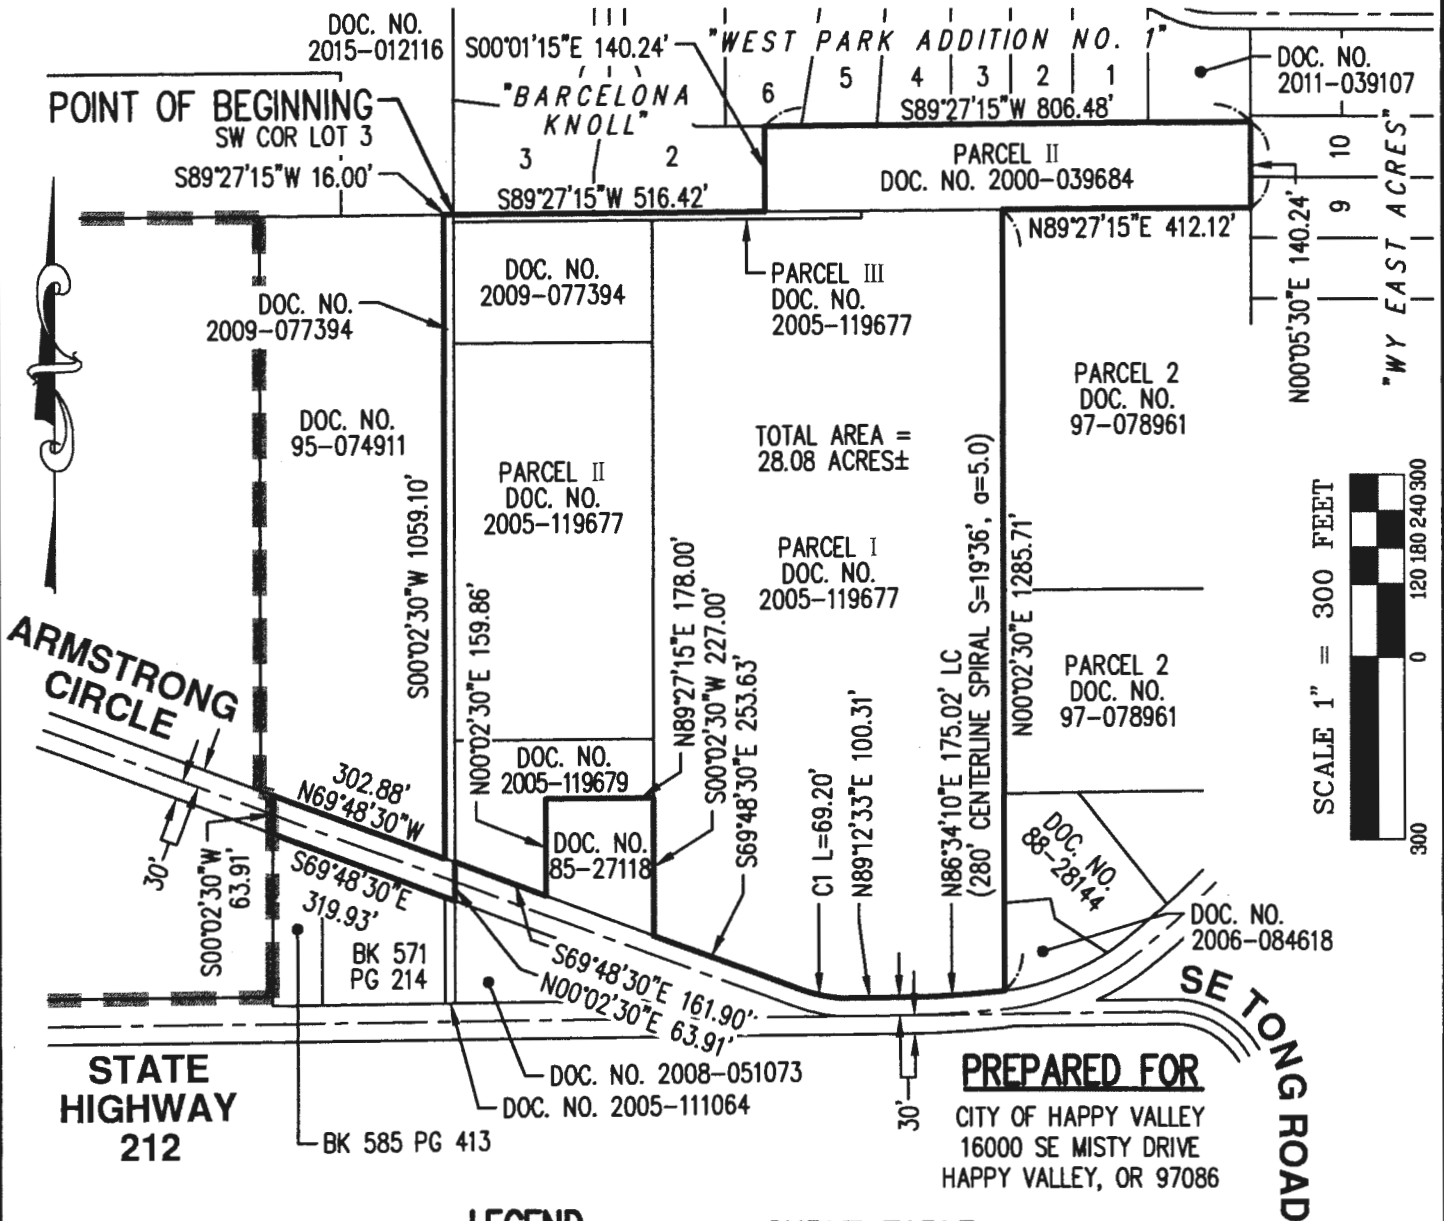 DOC. NO.
2015-012116
S00°01'15"E 140.24'
"WEST PARK ADDITION NO. 1"
6
5
4
3
2
1
DOC. NO.
2011-039107
POINT OF BEGINNING
SW COR LOT 3
S89°27'15"W 16.00'
"BARCELONA
KNOLL"
3
2
S89°27'15"W 516.42'
S89°27'15"W 806.48'
PARCEL II
DOC. NO. 2000-039684
10
9
"WY EAST ACRES"
N89°27'15"E 412.12'
N00°05'30"E 140.24'
DOC. NO.
2009-077394
DOC. NO.
2009-077394
PARCEL III
DOC. NO.
2005-119677
DOC. NO.
95-074911
S00°02'30"W 1059.10'
PARCEL II
DOC. NO.
2005-119677
TOTAL AREA =
28.08 ACRES±
PARCEL I
DOC. NO.
2005-119677
PARCEL 2
DOC. NO.
97-078961
PARCEL 2
DOC. NO.
97-078961
SCALE 1" = 300 FEET
300
0
120 180 240 300
ARMSTRONG
CIRCLE
N00°02'30"E 159.86'
N89°27'15"E 178.00'
S00°02'30"W 227.00'
S69°48'30"E 253.63'
C1 L=69.20'
N89°12'33"E 100.31'
N86°34'10"E 175.02' LC
(280' CENTERLINE SPIRAL S=19°36', a=5.0)
N00°02'30"E 1285.71'
DOC. NO.
2005-119679
DOC. NO.
85-27118
302.88'
N69°48'30"W
S69°48'30"E
319.93'
30'
S00°02'30"W
63.91'
BK 571
PG 214
S69°48'30"E 161.90'
N00°02'30"E 63.91'
DOC. NO.
88-28144
DOC. NO.
2006-084618
SE TONG ROAD
STATE
HIGHWAY
212
DOC. NO. 2008-051073
DOC. NO. 2005-111064
BK 585 PG 413
30'
PREPARED FOR
CITY OF HAPPY VALLEY
16000 SE MISTY DRIVE
HAPPY VALLEY, OR 97086
LEGEND